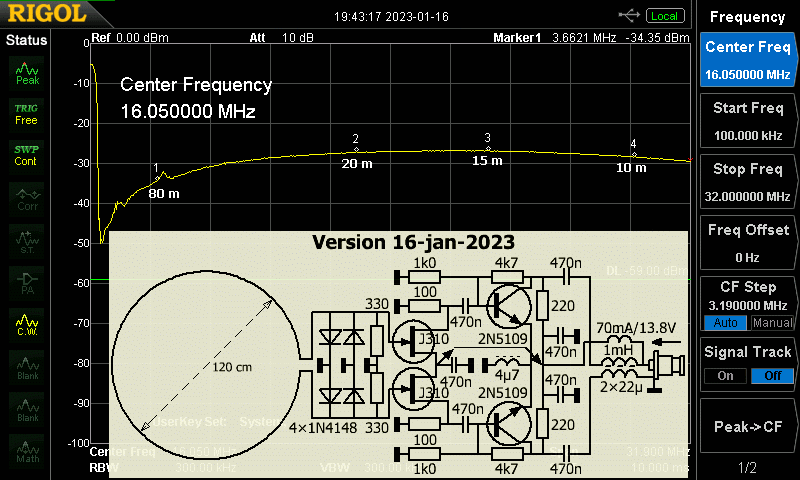 RIGOL
19:43:17 2023-01-16
Local
Frequency
Status
Ref 0.00 dBm
Att 10 dB
Marker1 3.6621 MHz -34.35 dBm
Center Freq
16.050000 MHz
Peak
Center Frequency
16.050000 MHz
Start Freq
100.000 kHz
TRIG
Free
SWP
Cont
Corr
S.T
PA
C.W.
Blank
Blank
Math
0
-10
-20
-30
-40
-50
-60
-70
-80
-90
-100
1
80 m
2
20 m
3
15 m
4
10 m
Stop Freq
32.000000 MHz
Freq Offset
0 Hz
CF Step
3.190000 MHz
Auto Manual
Signal Track
On Off
Peak->CF
1/2
Version 16-jan-2023
DL -59.00 dBm
1k0
4k7
470n
100
330
470n
220
J310
2N5109
470n
70mA/13.8V
1mH
120 cm
470n
4µ7
2×22µ
J310
2N5109
470n
4×1N4148
330
470n
220
100
1k0
4k7
470n
UserKey Set: System
Center Freq 16.050 MHz
31.900 MHz
RBW 300.00 kHz
VBW 300.00 kHz
10.000 ms